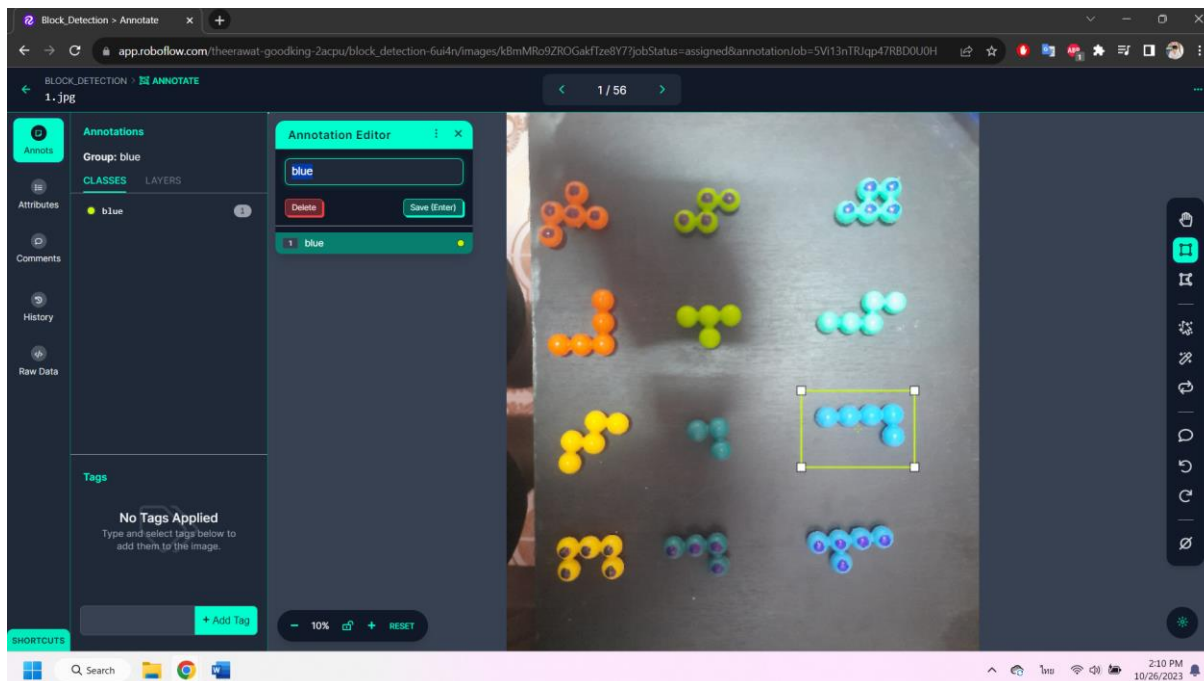 Block_Detection > Annotate
app.roboflow.com/theerawat-goodking-2acpu/block_detection-6ui4n/images/kBmMRo9ZROGakfTze8Y7?jobStatus=assigned&annotationJob=5Vi13nTRJqp47RBD0U0H
BLOCK_DETECTION > ANNOTATE
1.jpg
1 / 56
Annots
Attributes
Comments
History
Raw Data
SHORTCUTS
Annotations
Group: blue
CLASSES LAYERS
blue 1
Tags
No Tags Applied
Type and select tags below to
add them to the image.
+ Add Tag
Annotation Editor
blue
Delete Save (Enter)
1 blue
- 10% + RESET
Search
ไทย
2:10 PM
10/26/2023